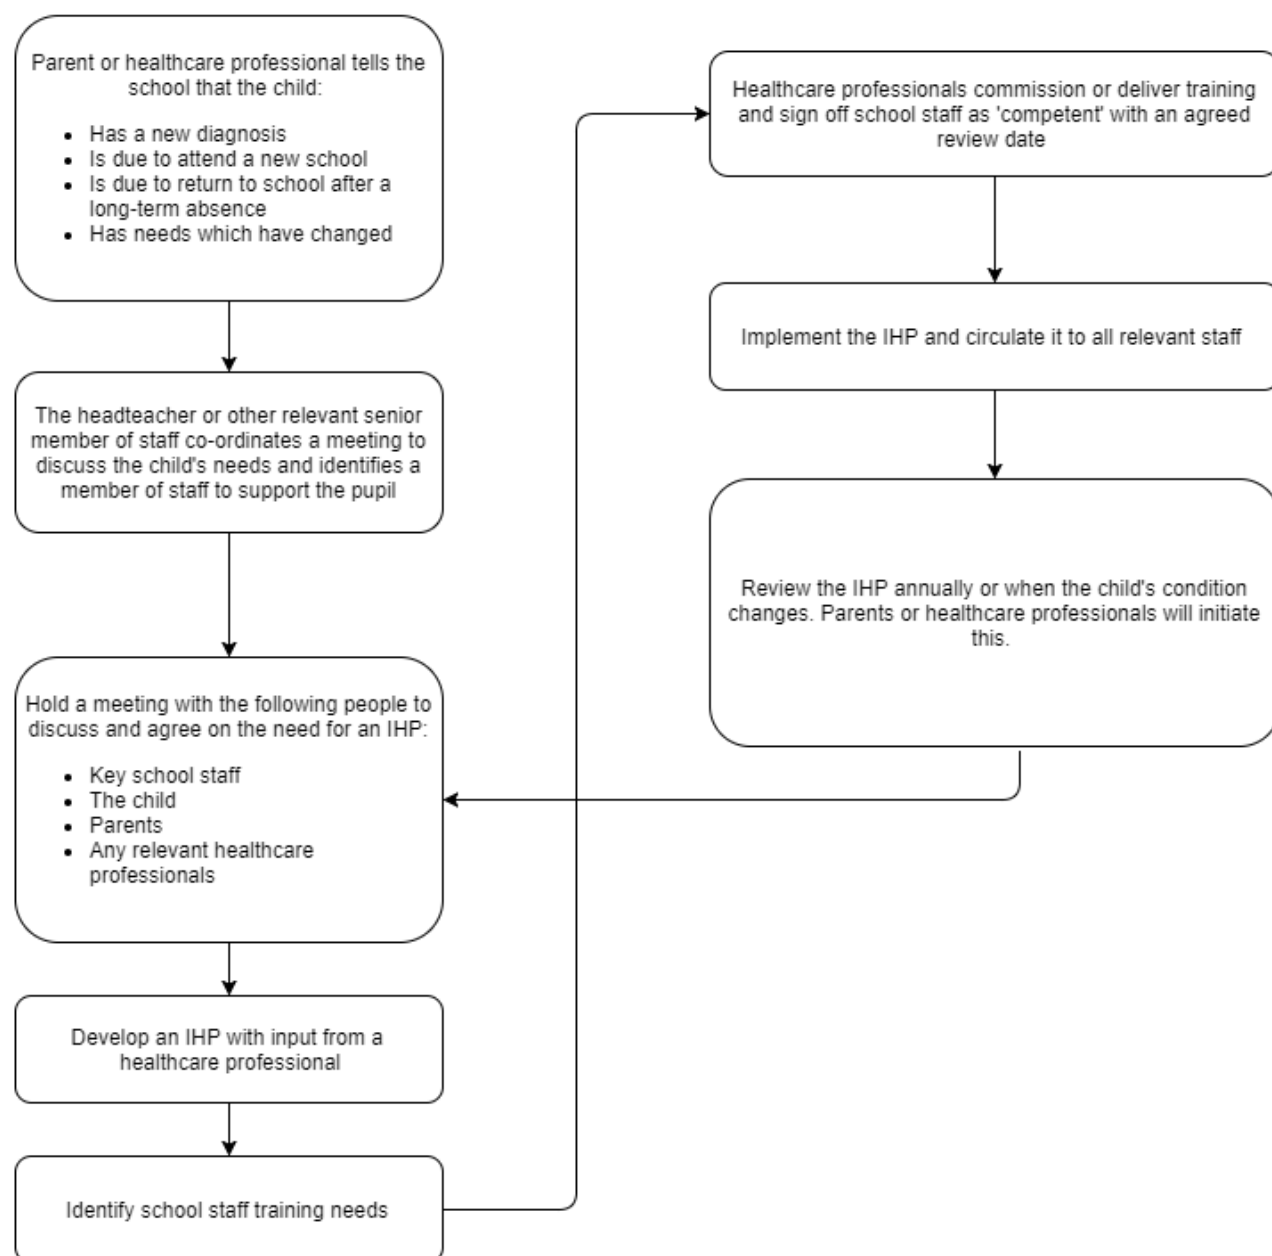 Parent or healthcare professional tells the
school that the child:
• Has a new diagnosis
• Is due to attend a new school
• Is due to return to school after a
long-term absence
• Has needs which have changed
The headteacher or other relevant senior
member of staff co-ordinates a meeting to
discuss the child's needs and identifies a
member of staff to support the pupil
Hold a meeting with the following people to
discuss and agree on the need for an IHP:
• Key school staff
• The child
• Parents
• Any relevant healthcare
professionals
Develop an IHP with input from a
healthcare professional
Identify school staff training needs
Healthcare professionals commission or deliver training
and sign off school staff as 'competent' with an agreed
review date
Implement the IHP and circulate it to all relevant staff
Review the IHP annually or when the child's condition
changes. Parents or healthcare professionals will initiate
this.